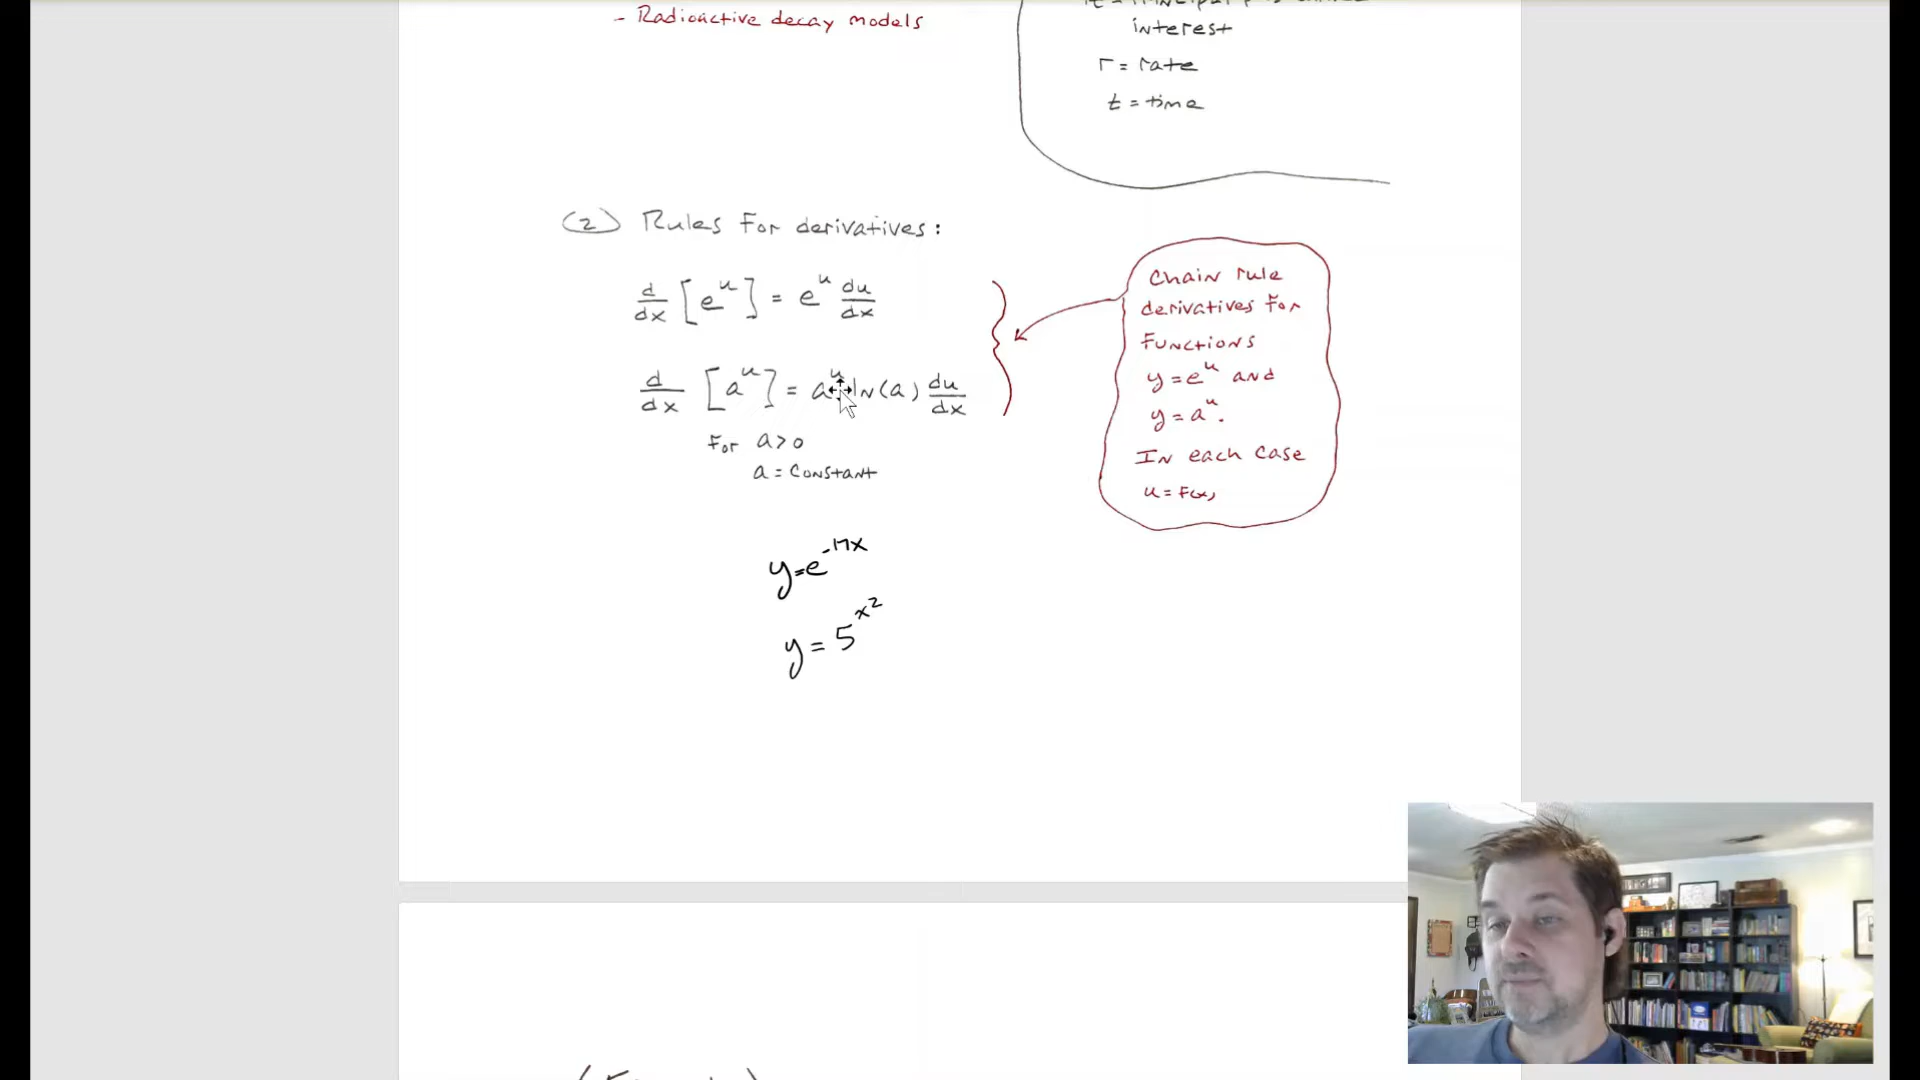 - Radioactive decay models
interest
r = rate
t = time
(2) Rules for derivatives:
d/dx [e^u] = e^u du/dx
d/dx [a^u] = a^u ln(a) du/dx
for a>0
a = constant
Chain rule
derivatives for
functions
y = e^u and
y = a^u.
In each case
u = f(x)
y=e^-17x
y = 5^x^2